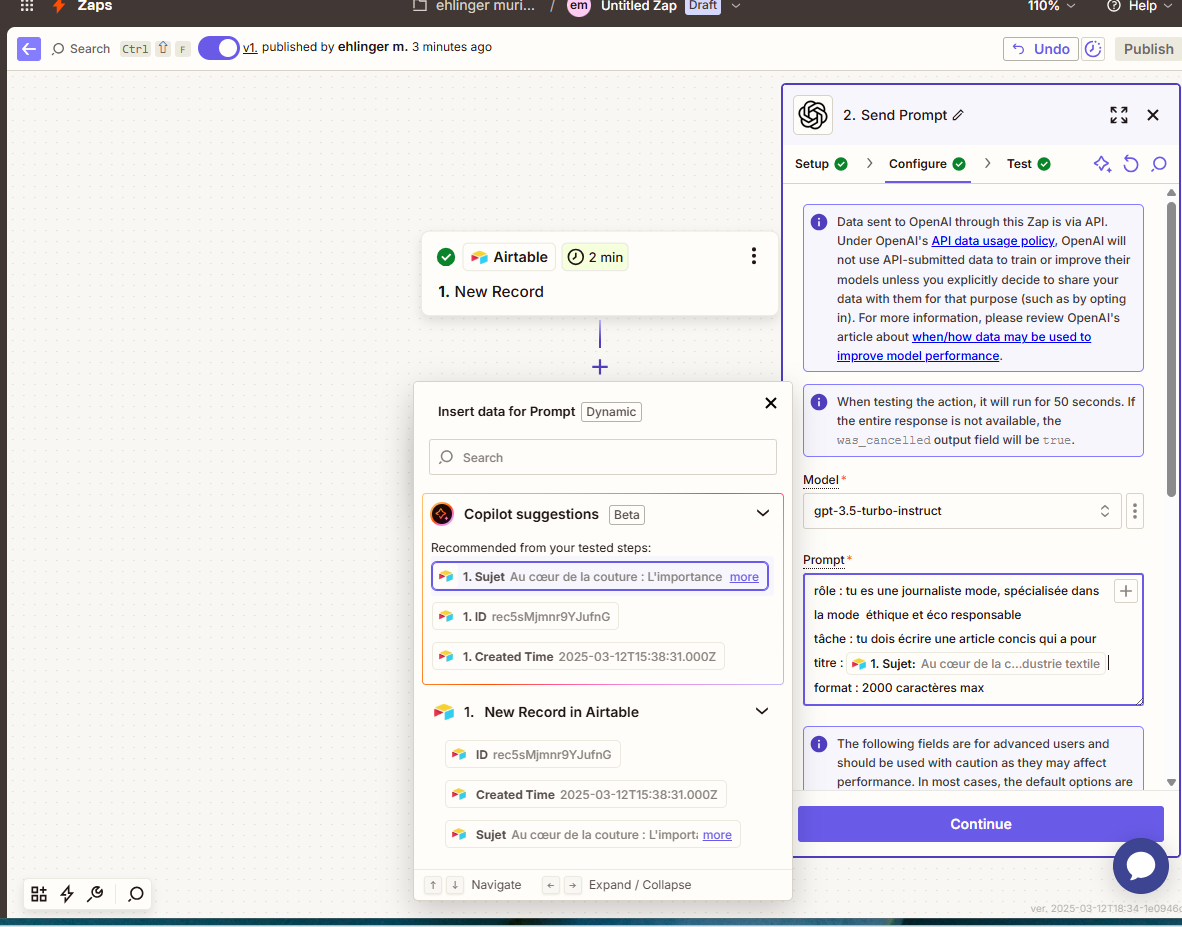 Zaps
ehlinger muri... / em Untitled Zap Draft
110%
Help
Search Ctrl ⇧ F
v1. published by ehlinger m. 3 minutes ago
Undo
Publish
2. Send Prompt
Setup
Configure
Test
Data sent to OpenAI through this Zap is via API.
Under OpenAI's API data usage policy, OpenAI will
not use API-submitted data to train or improve their
models unless you explicitly decide to share your
data with them for that purpose (such as by opting
in). For more information, please review OpenAI's
article about when/how data may be used to
improve model performance.
When testing the action, it will run for 50 seconds. If
the entire response is not available, the
was_cancelled output field will be true.
Model*
gpt-3.5-turbo-instruct
Prompt*
rôle : tu es une journaliste mode, spécialisée dans
la mode éthique et éco responsable
tâche : tu dois écrire une article concis qui a pour
titre : 1. Sujet: Au cœur de la c...dustrie textile
format : 2000 caractères max
The following fields are for advanced users and
should be used with caution as they may affect
performance. In most cases, the default options are
Continue
Airtable 2 min
1. New Record
Insert data for Prompt Dynamic
Search
Copilot suggestions Beta
Recommended from your tested steps:
1. Sujet Au cœur de la couture : L'importance more
1. ID rec5sMjmnr9YJufnG
1. Created Time 2025-03-12T15:38:31.000Z
1. New Record in Airtable
ID rec5sMjmnr9YJufnG
Created Time 2025-03-12T15:38:31.000Z
Sujet Au cœur de la couture : L'importa more
↑ ↓ Navigate ← → Expand / Collapse
ver. 2025-03-12T18:34-1e0946c